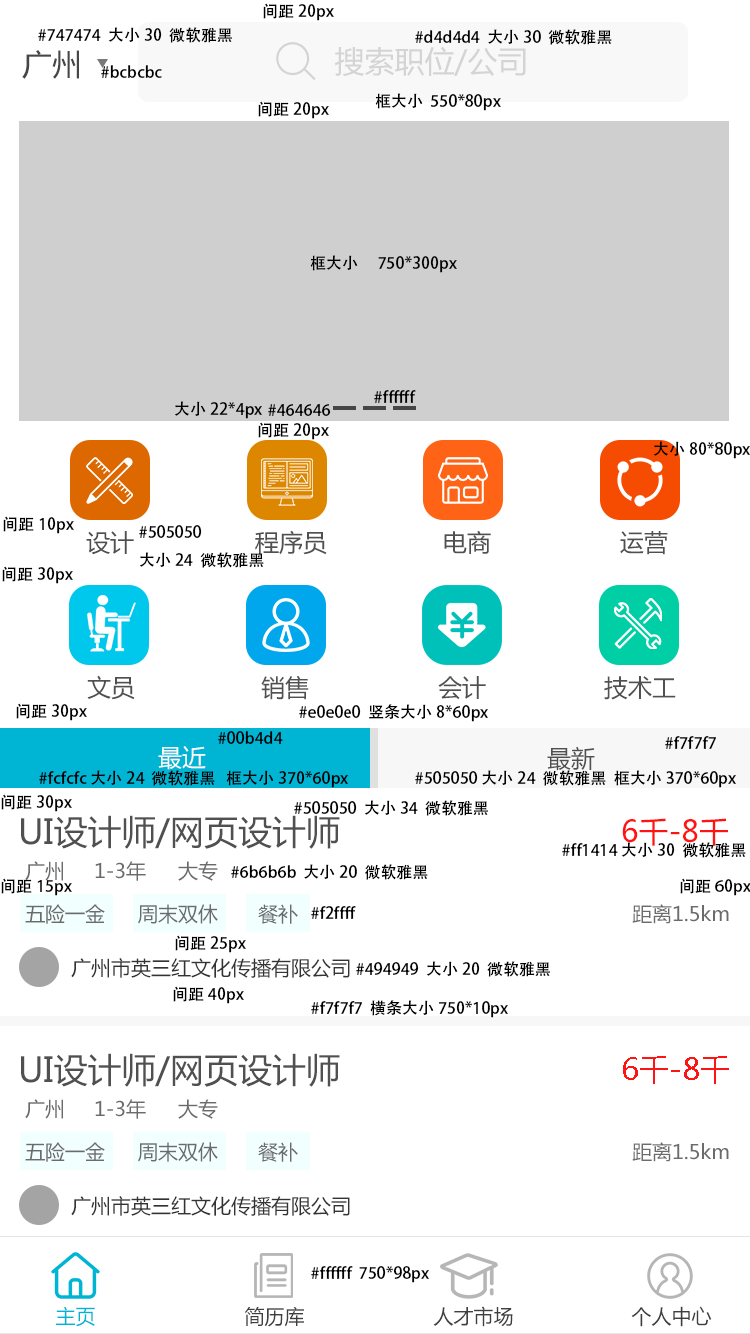 间距 20px
#747474 大小 30 微软雅黑
#d4d4d4 大小 30 微软雅黑
广州
#bcbcbc
搜索职位/公司
间距 20px
框大小 550*80px
框大小 750*300px
大小 22*4px #464646
#ffffff
间距 20px
大小 80*80px
间距 10px
设计
#505050
程序员
电商
运营
大小 24 微软雅黑
间距 30px
文员
销售
会计
技术工
间距 30px
#e0e0e0 竖条大小 8*60px
#00b4d4
最近
最新
#f7f7f7
#fcfcfc 大小 24 微软雅黑 框大小 370*60px
#505050 大小 24 微软雅黑 框大小 370*60px
间距 30px
#505050 大小 34 微软雅黑
UI设计师/网页设计师
6千-8千
#ff1414 大小 30 微软雅黑
广州 1-3年 大专
#6b6b6b 大小 20 微软雅黑
间距 15px
间距 60px
五险一金 周末双休 餐补
#f2ffff
距离1.5km
间距 25px
广州市英三红文化传播有限公司
#494949 大小 20 微软雅黑
间距 40px
#f7f7f7 横条大小 750*10px
UI设计师/网页设计师
6千-8千
广州 1-3年 大专
五险一金 周末双休 餐补
距离1.5km
广州市英三红文化传播有限公司
#ffffff 750*98px
主页 简历库 人才市场 个人中心